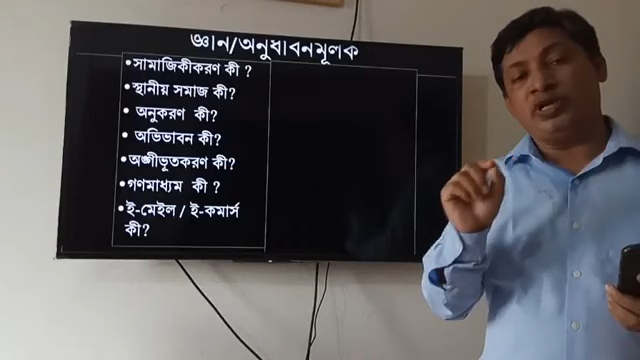 জ্ঞান/অনুধাবনমূলক
•সামাজিকীকরণ কী ?
•স্থানীয় সমাজ কী?
• অনুকরণ কী?
• অভিভাবন কী?
•অঙ্গীভূতকরণ কী?
•গণমাধ্যম কী ?
•ই-মেইল / ই-কমার্স
কী?